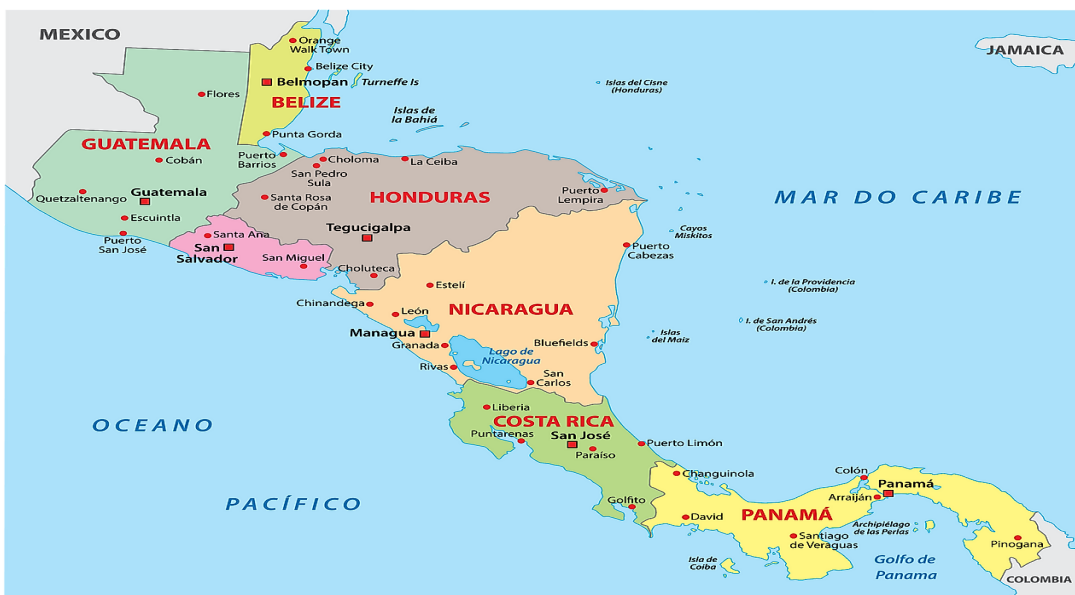 MEXICO
JAMAICA
Orange
Walk Town
Belize City
Belmopan
Turneffe Is
BELIZE
Flores
Islas del Cisne
(Honduras)
Islas de
la Bahiá
Punta Gorda
GUATEMALA
Cobán
Puerto
Barrios
Choloma
La Ceiba
San Pedro
Sula
Quetzaltenango
Guatemala
Santa Rosa
de Copán
HONDURAS
Puerto
Lempira
MAR DO CARIBE
Escuintla
Puerto
San José
Santa Ana
San
Salvador
San Miguel
Tegucigalpa
Choluteca
Cayos
Miskitos
Puerto
Cabezas
Estelí
I. de la Providencia
(Colombia)
Chinandega
León
NICARAGUA
I. de San Andrés
(Colombia)
Managua
Granada
Bluefields
Islas
del Maíz
Lago de
Nicaragua
Rivas
San
Carlos
Liberia
COSTA RICA
OCEANO
Puntarenas
San José
Paraíso
Puerto Limón
Changuinola
Colón
Panamá
Arraiján
PACÍFICO
Golfito
David
PANAMÁ
Archipiélago
de las Perlas
Santiago
de Veraguas
Pinogana
Isla de
Coiba
Golfo de
Panama
COLOMBIA